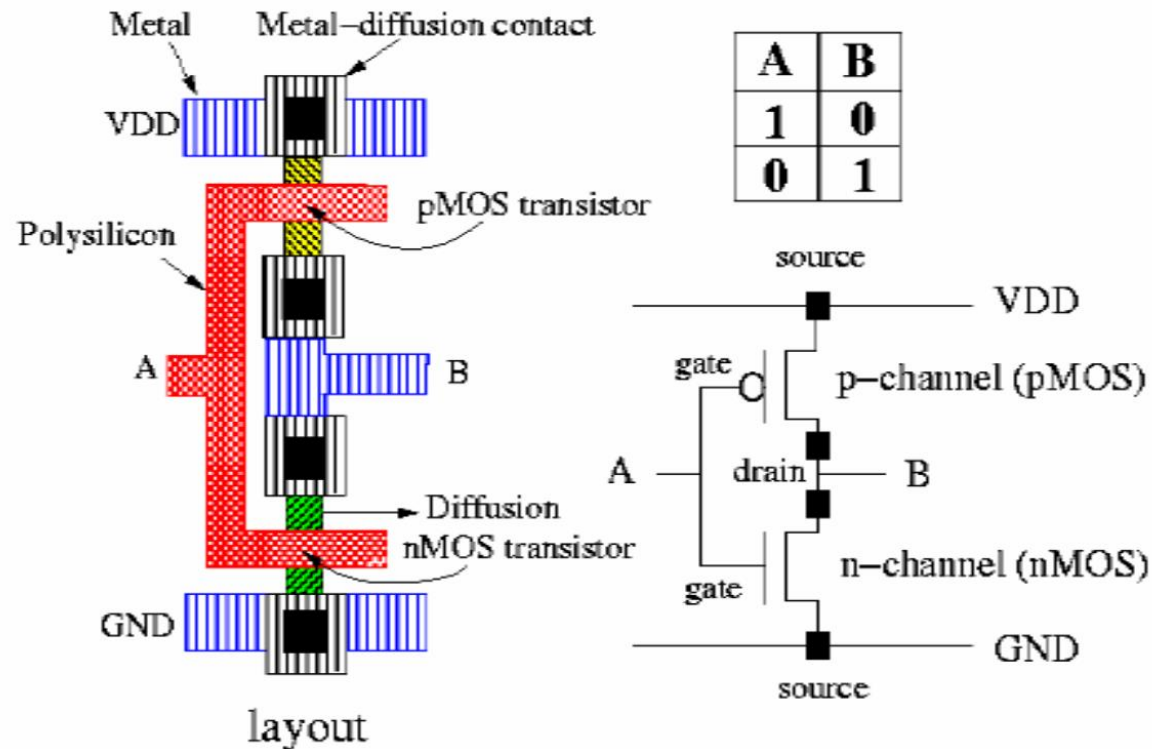 Metal
Metal-diffusion contact
VDD
pMOS transistor
Polysilicon
A
B
Diffusion
nMOS transistor
GND
layout
A B
1 0
0 1
source
VDD
gate
p-channel (pMOS)
A
drain
B
n-channel (nMOS)
gate
GND
source